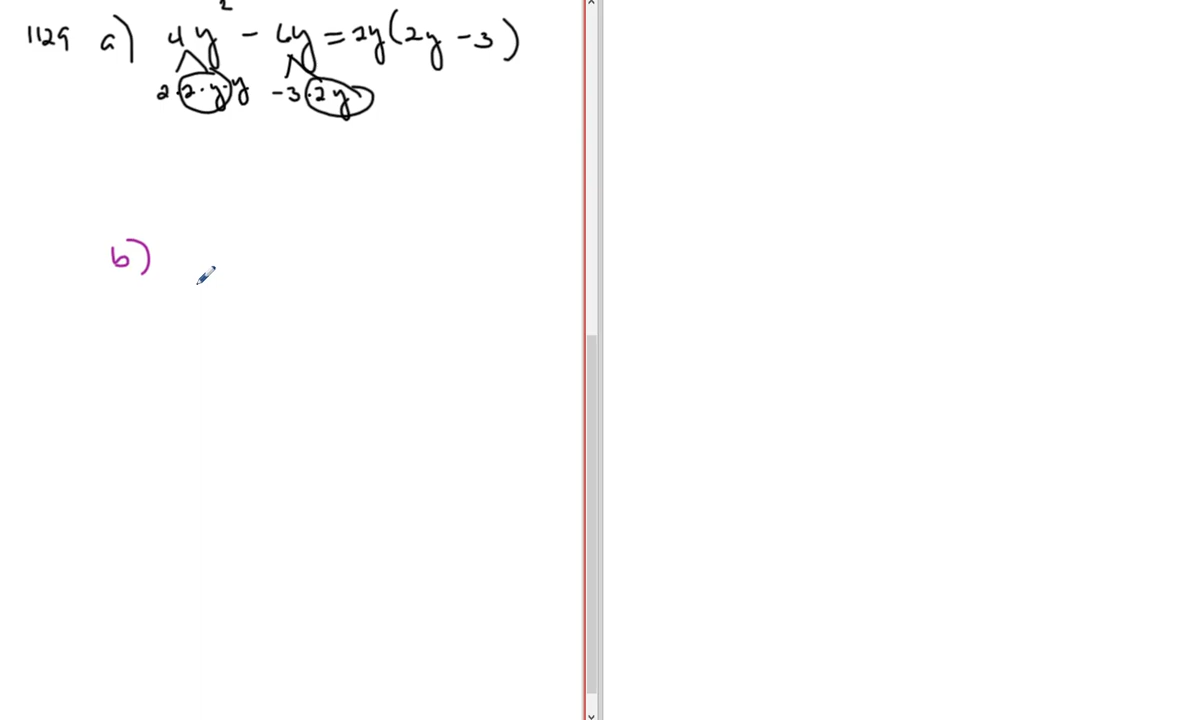 1129 a) 4y² - 6y = 2y(2y - 3)
2·2·y·y -3·2y
b)